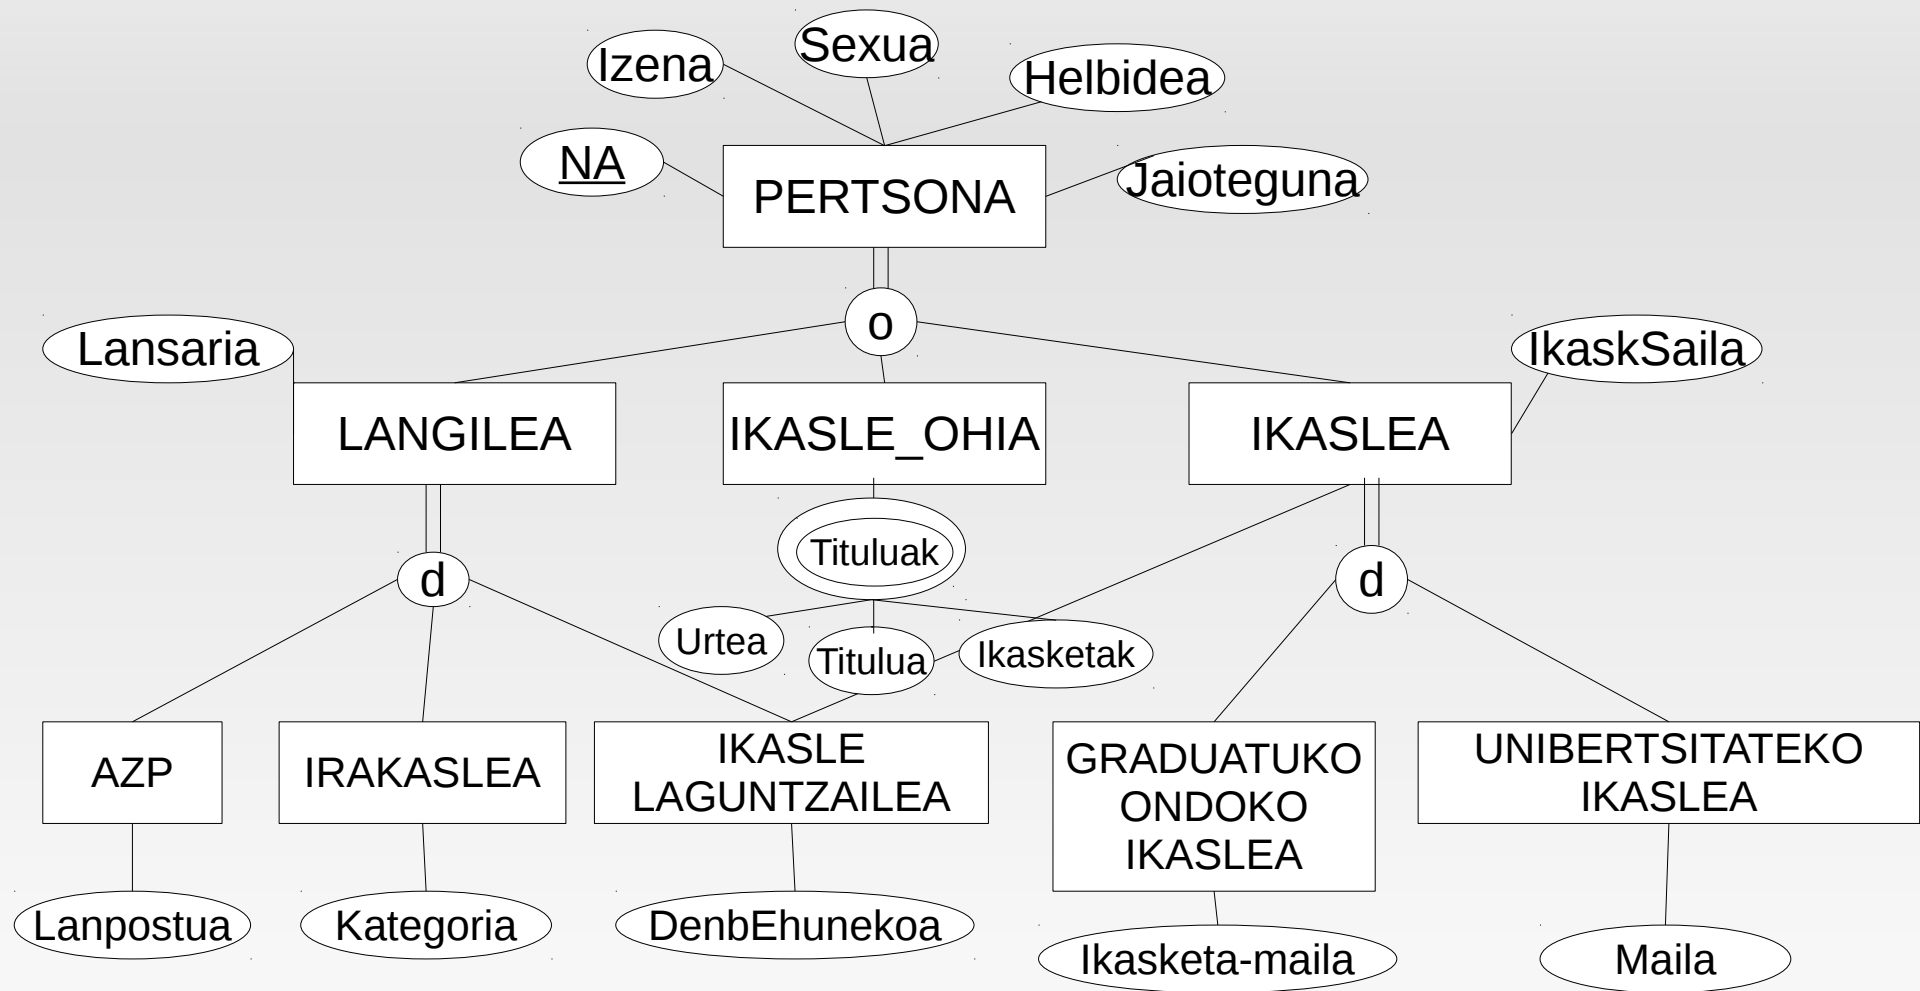 Izena
Sexua
Helbidea
NA
PERTSONA
Jaioteguna
o
Lansaria
IkaskSaila
LANGILEA
IKASLE_OHIA
IKASLEA
Tituluak
d
d
Urtea
Titulua
Ikasketak
AZP
IRAKASLEA
IKASLE
LAGUNTZAILEA
GRADUATUKO
ONDOKO
IKASLEA
UNIBERTSITATEKO
IKASLEA
Lanpostua
Kategoria
DenbEhunekoa
Ikasketa-maila
Maila